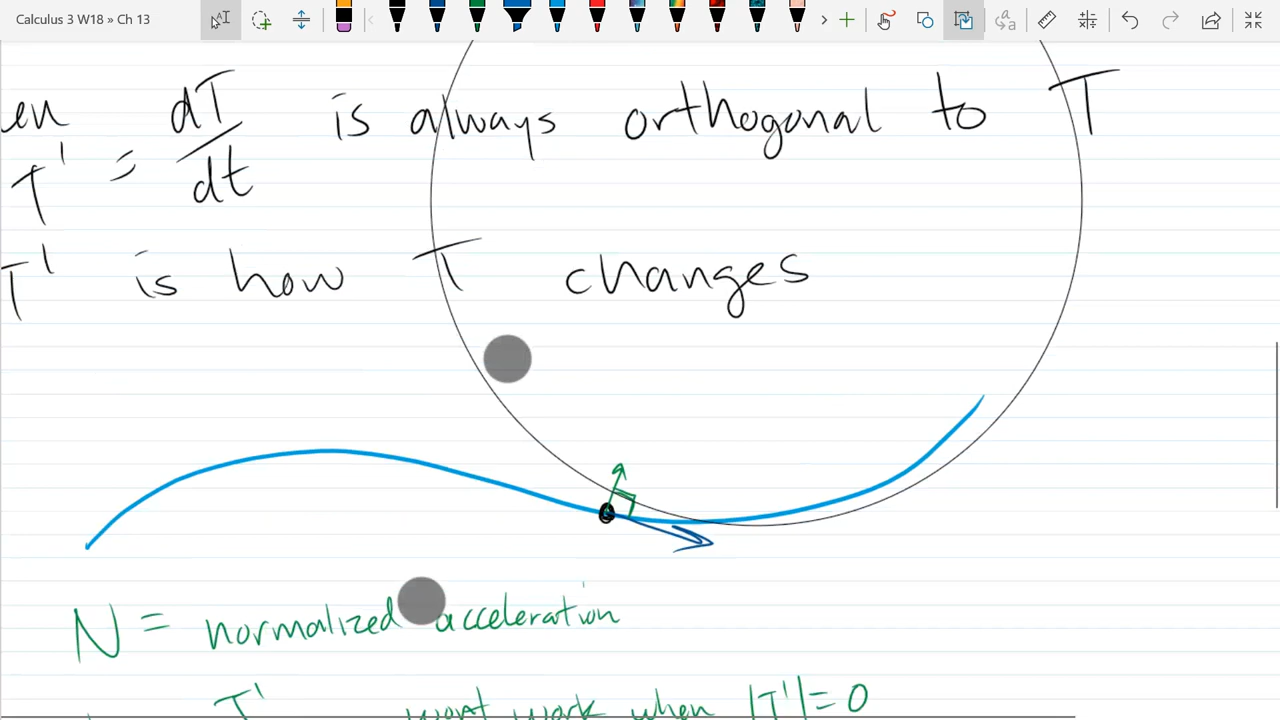 Calculus 3 W18 » Ch 13
en dT/dt is always orthogonal to T
T' =
T' is how T changes
N = normalized acceleration
T' wont work when |T'| = 0